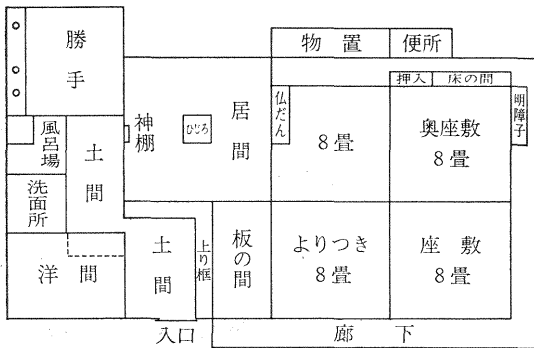 勝手
物置
便所
押入
床の間
明障子
仏だん
居間
ひじろ
神棚
8畳
奥座敷
8畳
風呂場
土間
洗面所
洋間
土間
上り框
板の間
よりつき
8畳
座敷
8畳
入口
廊下